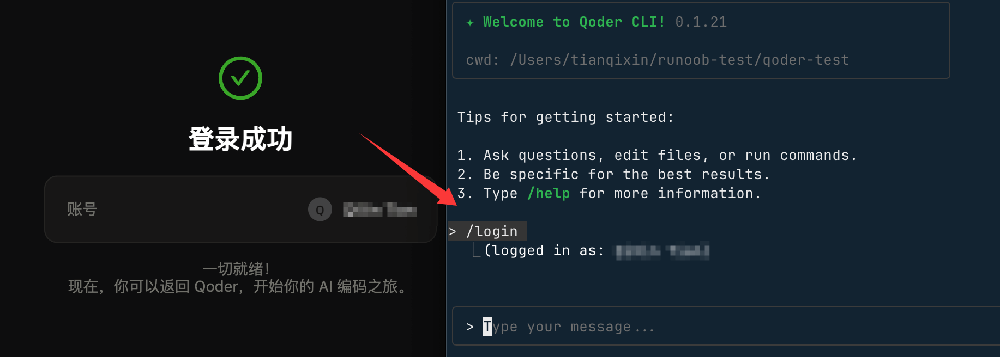 登录成功
账号
Q
一切就绪！
现在，你可以返回 Qoder，开始你的 AI 编码之旅。
✦ Welcome to Qoder CLI! 0.1.21
cwd: /Users/tianqixin/runoob-test/qoder-test
Tips for getting started:
1. Ask questions, edit files, or run commands.
2. Be specific for the best results.
3. Type /help for more information.
> /login
(logged in as:
> Type your message...